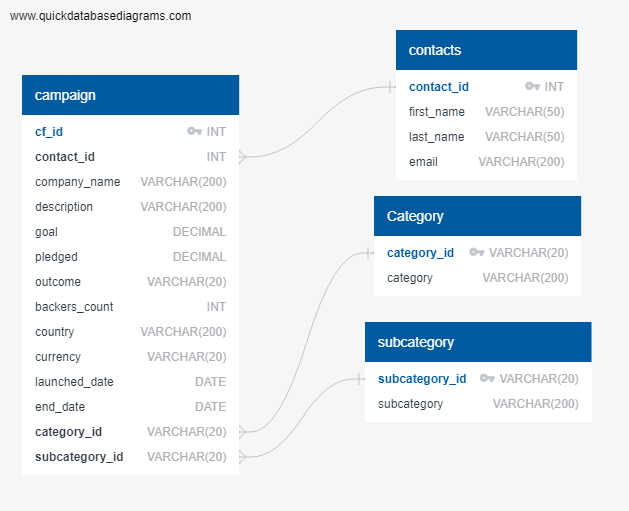 www.quickdatabasediagrams.com
campaign
cf_id INT
contact_id INT
company_name VARCHAR(200)
description VARCHAR(200)
goal DECIMAL
pledged DECIMAL
outcome VARCHAR(20)
backers_count INT
country VARCHAR(200)
currency VARCHAR(20)
launched_date DATE
end_date DATE
category_id VARCHAR(20)
subcategory_id VARCHAR(20)
contacts
contact_id INT
first_name VARCHAR(50)
last_name VARCHAR(50)
email VARCHAR(200)
Category
category_id VARCHAR(20)
category VARCHAR(200)
subcategory
subcategory_id VARCHAR(20)
subcategory VARCHAR(200)